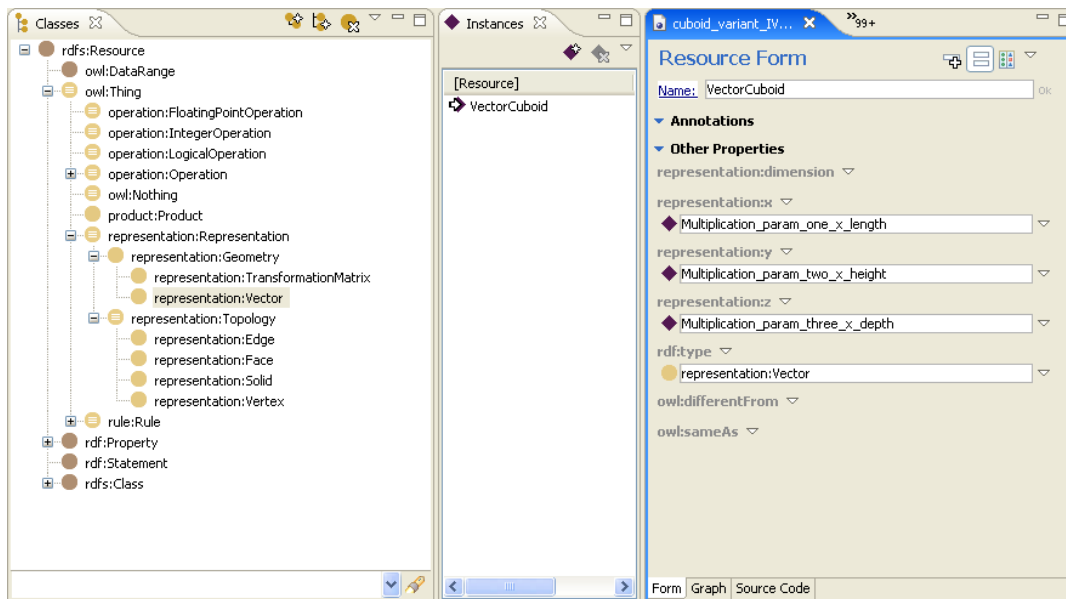 Classes
rdfs:Resource
owl:DataRange
owl:Thing
operation:FloatingPointOperation
operation:IntegerOperation
operation:LogicalOperation
operation:Operation
owl:Nothing
product:Product
representation:Representation
representation:Geometry
representation:TransformationMatrix
representation:Vector
representation:Topology
representation:Edge
representation:Face
representation:Solid
representation:Vertex
rule:Rule
rdf:Property
rdf:Statement
rdfs:Class
Instances
[Resource]
VectorCuboid
cuboid_variant_IV... 99+
Resource Form
Name: VectorCuboid Ok
Annotations
Other Properties
representation:dimension
representation:x
Multiplication_param_one_x_length
representation:y
Multiplication_param_two_x_height
representation:z
Multiplication_param_three_x_depth
rdf:type
representation:Vector
owl:differentFrom
owl:sameAs
Form Graph Source Code